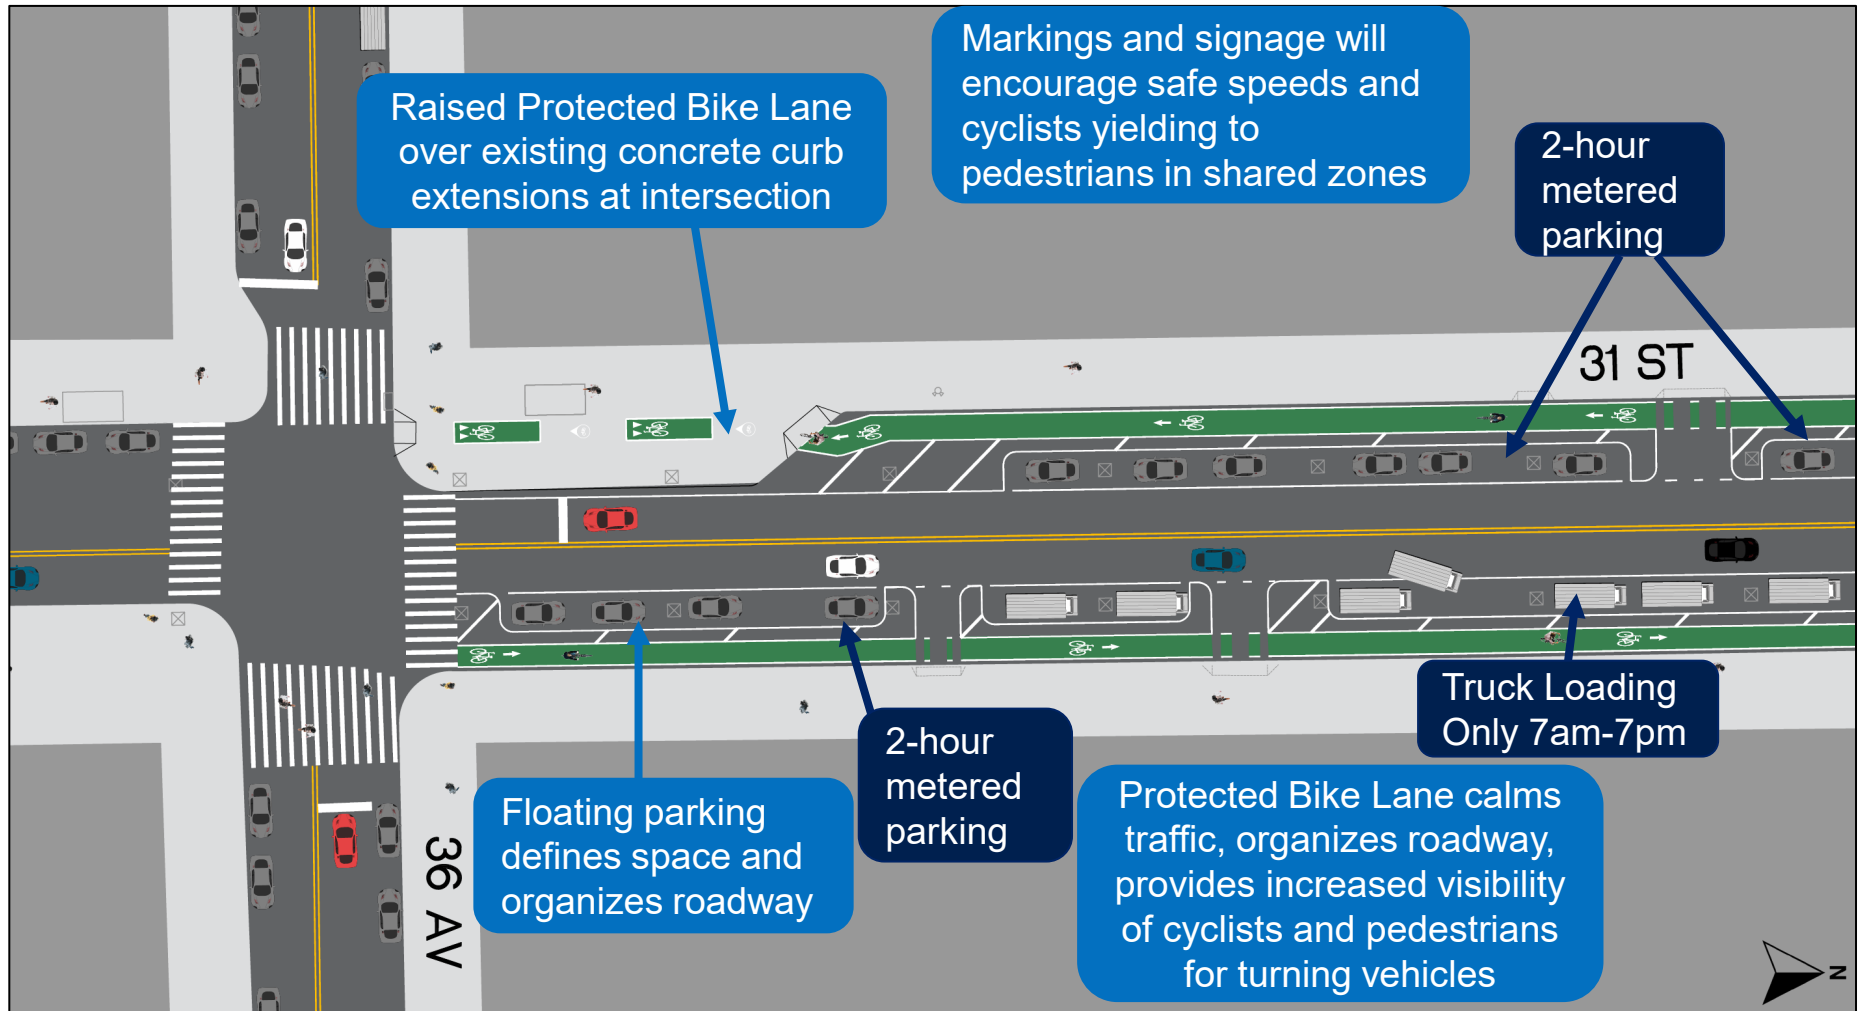 Markings and signage will
encourage safe speeds and
cyclists yielding to
pedestrians in shared zones
Raised Protected Bike Lane
over existing concrete curb
extensions at intersection
2-hour
metered
parking
31 ST
Truck Loading
Only 7am-7pm
2-hour
metered
parking
Floating parking
defines space and
organizes roadway
Protected Bike Lane calms
traffic, organizes roadway,
provides increased visibility
of cyclists and pedestrians
for turning vehicles
36 AV
N